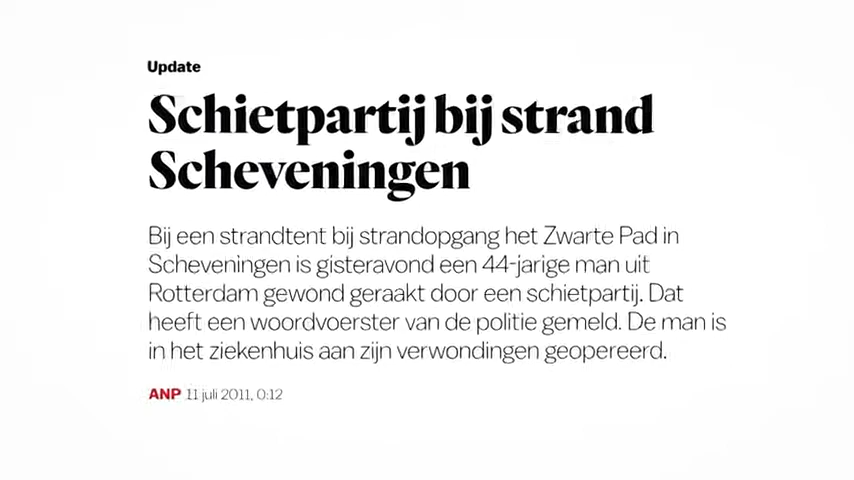 Update
Schietpartij bij strand
Scheveningen
Bij een strandtent bij strandopgang het Zwarte Pad in
Scheveningen is gisteravond een 44-jarige man uit
Rotterdam gewond geraakt door een schietpartij. Dat
heeft een woordvoerster van de politie gemeld. De man is
in het ziekenhuis aan zijn verwondingen geopereerd.
ANP 11 juli 2011, 0:12